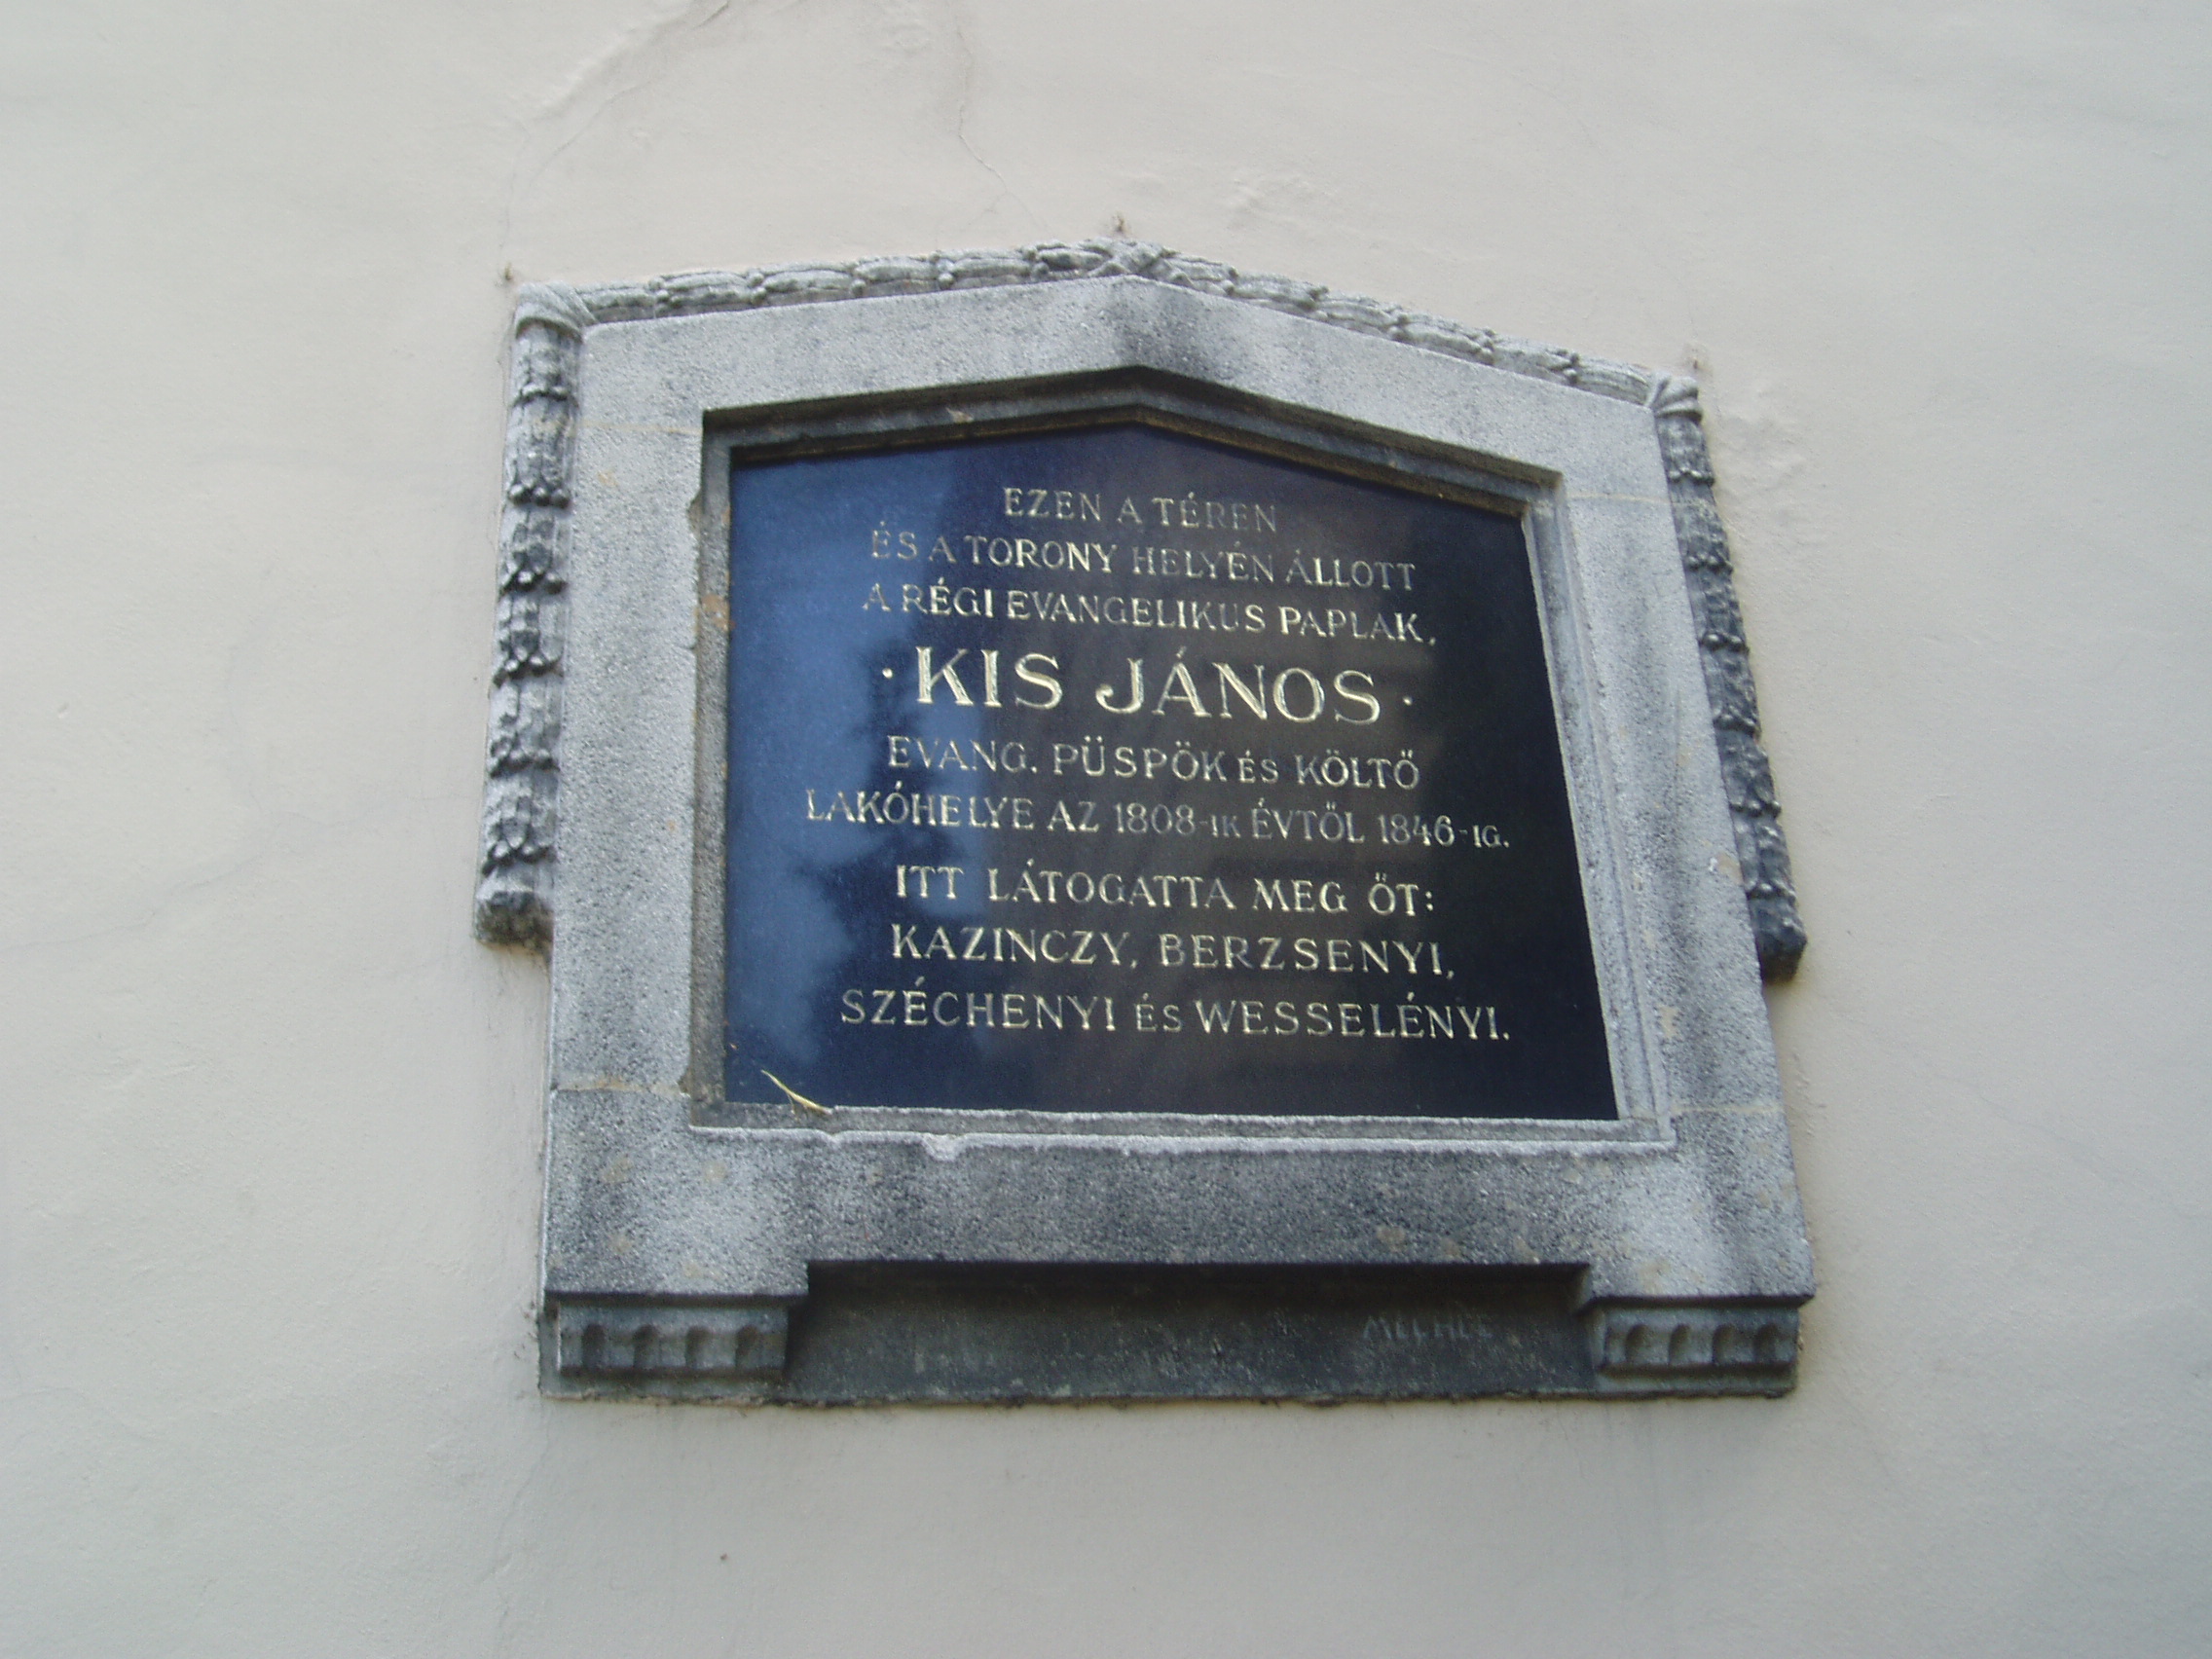 EZEN A TÉREN
ÉS A TORONY HELYÉN ÁLLOTT
A RÉGI EVANGELIKUS PAPLAK,
· KIS JÁNOS ·
EVANG. PÜSPÖK ÉS KÖLTŐ
LAKÓHELYE AZ 1808-IK ÉVTŐL 1846-IG.
ITT LÁTOGATTA MEG ŐT:
KAZINCZY, BERZSENYI,
SZÉCHENYI ÉS WESSELÉNYI.